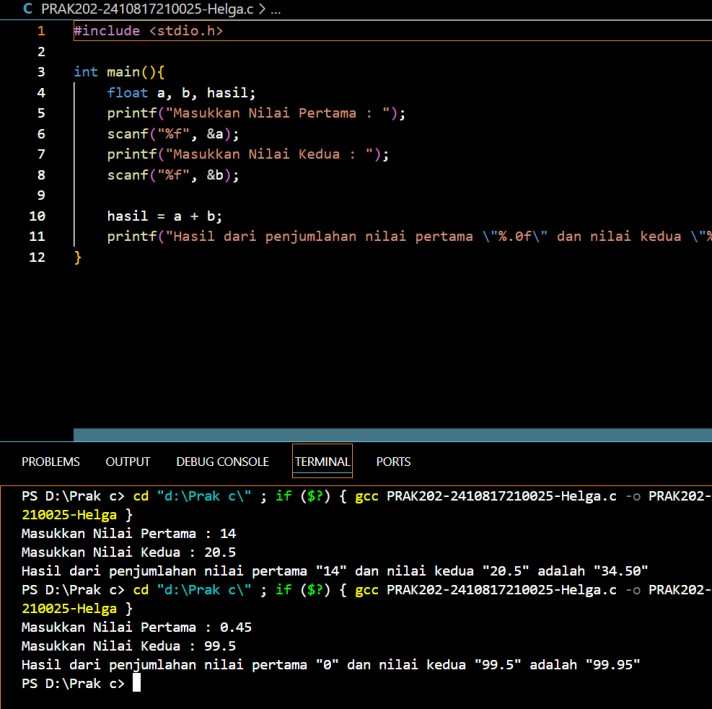 C PRAK202-2410817210025-Helga.c > ...
1 #include <stdio.h>
2
3 int main(){
4 float a, b, hasil;
5 printf("Masukkan Nilai Pertama : ");
6 scanf("%f", &a);
7 printf("Masukkan Nilai Kedua : ");
8 scanf("%f", &b);
9
10 hasil = a + b;
11 printf("Hasil dari penjumlahan nilai pertama \"%.0f\" dan nilai kedua \"%
12 }
PROBLEMS OUTPUT DEBUG CONSOLE TERMINAL PORTS
PS D:\Prak c> cd "d:\Prak c\" ; if ($?) { gcc PRAK202-2410817210025-Helga.c -o PRAK202-
210025-Helga }
Masukkan Nilai Pertama : 14
Masukkan Nilai Kedua : 20.5
Hasil dari penjumlahan nilai pertama "14" dan nilai kedua "20.5" adalah "34.50"
PS D:\Prak c> cd "d:\Prak c\" ; if ($?) { gcc PRAK202-2410817210025-Helga.c -o PRAK202-
210025-Helga }
Masukkan Nilai Pertama : 0.45
Masukkan Nilai Kedua : 99.5
Hasil dari penjumlahan nilai pertama "0" dan nilai kedua "99.5" adalah "99.95"
PS D:\Prak c>